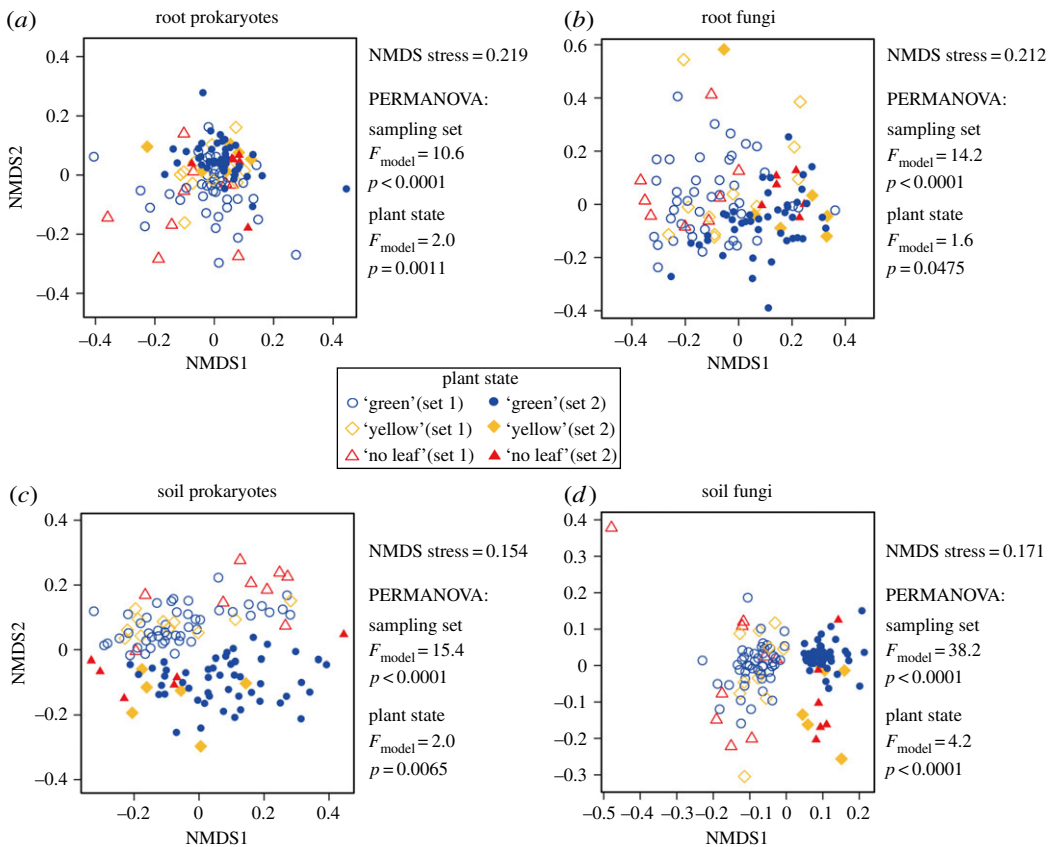 (a)
root prokaryotes
0.4
0.2
0
−0.2
−0.4
NMDS2
−0.4 −0.2 0 0.2 0.4
NMDS1
NMDS stress = 0.219
PERMANOVA:
sampling set
Fmodel = 10.6
p < 0.0001
plant state
Fmodel = 2.0
p = 0.0011
(b)
root fungi
0.6
0.4
0.2
0
−0.2
−0.4
−0.4 −0.2 0 0.2 0.4
NMDS1
NMDS stress = 0.212
PERMANOVA:
sampling set
Fmodel = 14.2
p < 0.0001
plant state
Fmodel = 1.6
p = 0.0475
plant state
‘green’(set 1) ‘green’(set 2)
‘yellow’(set 1) ‘yellow’(set 2)
‘no leaf’(set 1) ‘no leaf’(set 2)
(c)
soil prokaryotes
0.4
0.2
0
−0.2
−0.4
NMDS2
−0.2 0 0.2 0.4
NMDS1
NMDS stress = 0.154
PERMANOVA:
sampling set
Fmodel = 15.4
p < 0.0001
plant state
Fmodel = 2.0
p = 0.0065
(d)
soil fungi
0.4
0.3
0.2
0.1
0
−0.1
−0.2
−0.3
−0.5 −0.4 −0.3 −0.2 −0.1 0 0.1 0.2
NMDS1
NMDS stress = 0.171
PERMANOVA:
sampling set
Fmodel = 38.2
p < 0.0001
plant state
Fmodel = 4.2
p < 0.0001